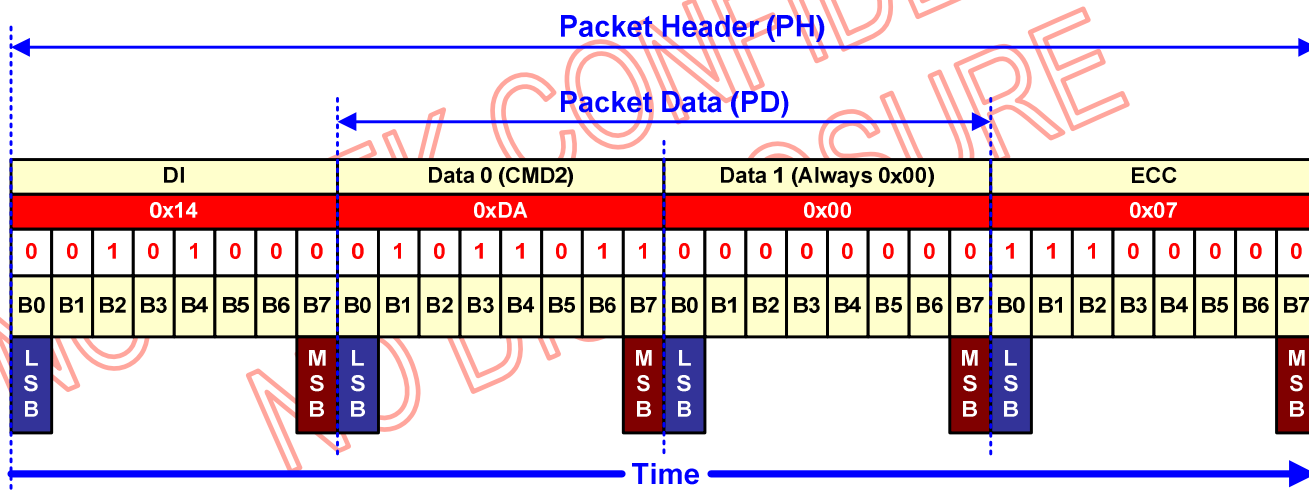 Packet Header (PH)
Packet Data (PD)
DI Data 0 (CMD2) Data 1 (Always 0x00) ECC
0x14 0xDA 0x00 0x07
0 0 1 0 1 0 0 0 0 1 0 1 1 0 1 1 0 0 0 0 0 0 0 0 1 1 1 0 0 0 0 0
B0 B1 B2 B3 B4 B5 B6 B7 B0 B1 B2 B3 B4 B5 B6 B7 B0 B1 B2 B3 B4 B5 B6 B7 B0 B1 B2 B3 B4 B5 B6 B7
LSB MSB LSB MSB LSB MSB LSB MSB
Time